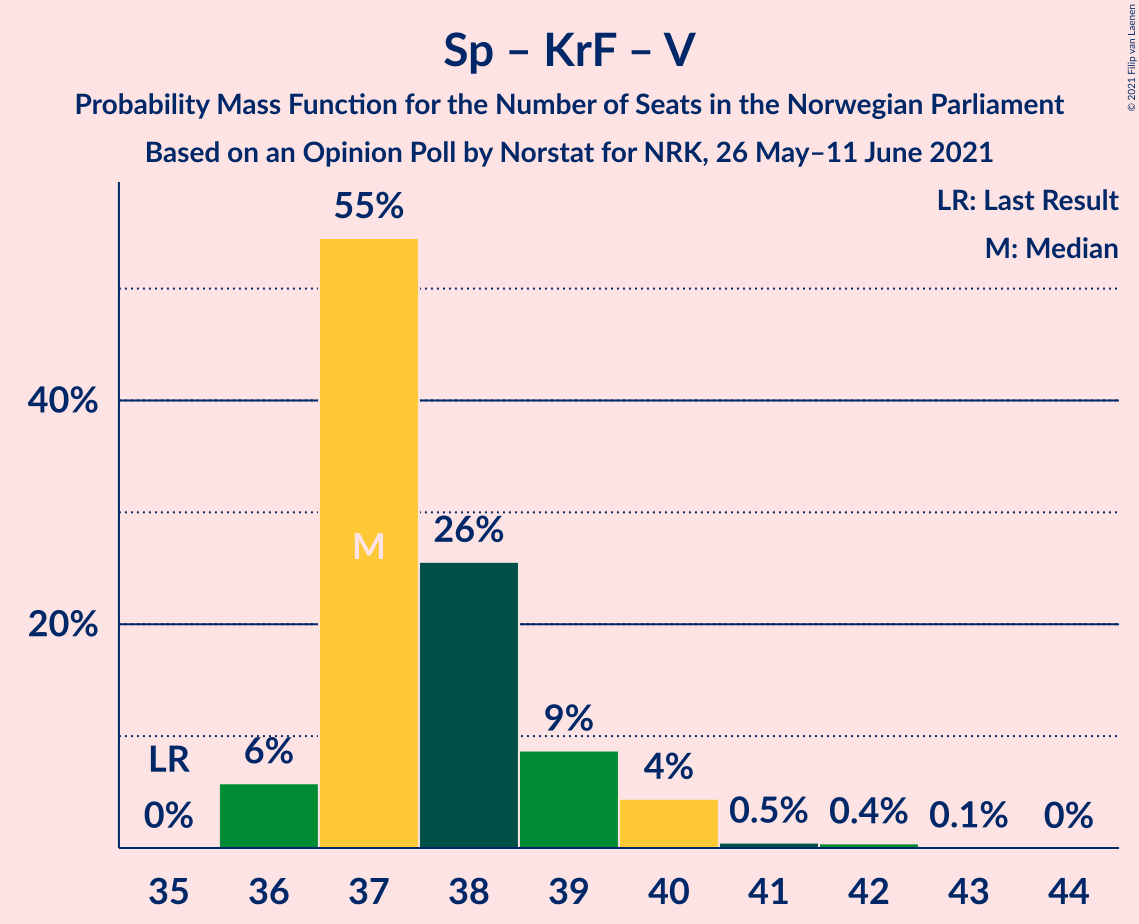 Sp – KrF – V
Probability Mass Function for the Number of Seats in the Norwegian Parliament
Based on an Opinion Poll by Norstat for NRK, 26 May–11 June 2021
© 2021 Filip van Laenen
LR: Last Result
M: Median
40%
20%
LR
0%
6%
55%
M
26%
9%
4%
0.5%
0.4%
0.1%
0%
35 36 37 38 39 40 41 42 43 44